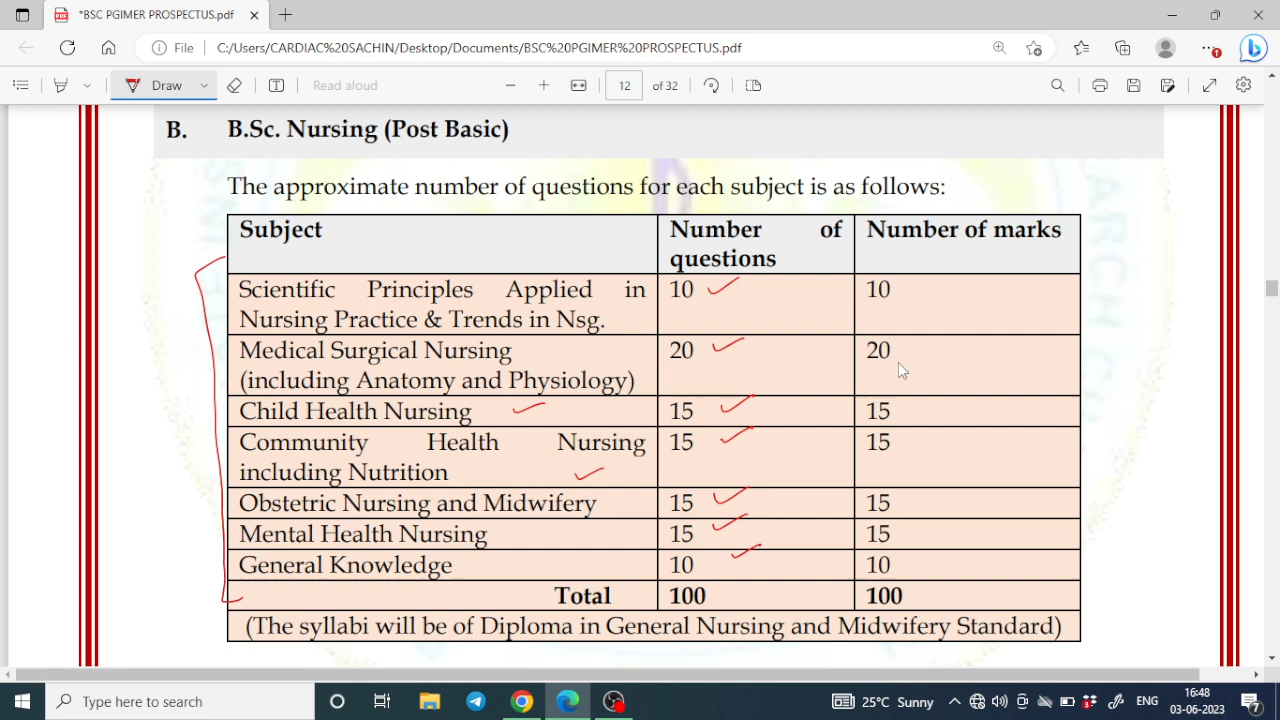 *BSC PGIMER PROSPECTUS.pdf
File C:/Users/CARDIAC%20SACHIN/Desktop/Documents/BSC%20PGIMER%20PROSPECTUS.pdf
Draw Read aloud 12 of 32
B. B.Sc. Nursing (Post Basic)
The approximate number of questions for each subject is as follows:
Subject Number of Number of marks
questions
Scientific Principles Applied in 10 10
Nursing Practice & Trends in Nsg.
Medical Surgical Nursing 20 20
(including Anatomy and Physiology)
Child Health Nursing 15 15
Community Health Nursing 15 15
including Nutrition
Obstetric Nursing and Midwifery 15 15
Mental Health Nursing 15 15
General Knowledge 10 10
Total 100 100
(The syllabi will be of Diploma in General Nursing and Midwifery Standard)
Type here to search 25°C Sunny ENG 16:48
03-06-2023 7